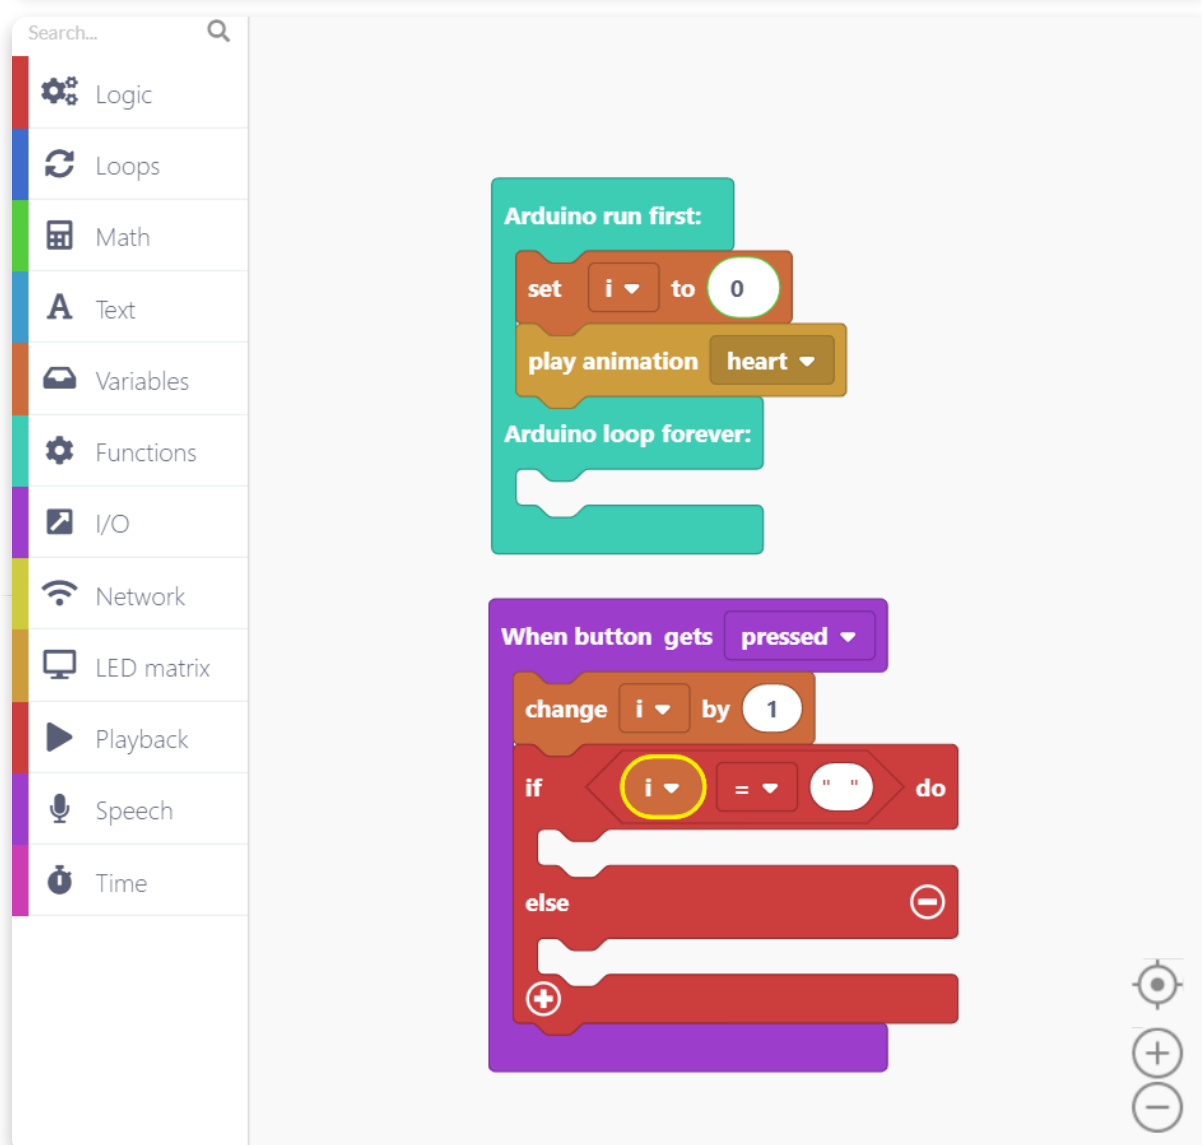 Search...
Logic
Loops
Math
Text
Variables
Functions
I/O
Network
LED matrix
Playback
Speech
Time
Arduino run first:
set i to 0
play animation heart
Arduino loop forever:
When button gets pressed
change i by 1
if i = " " do
else